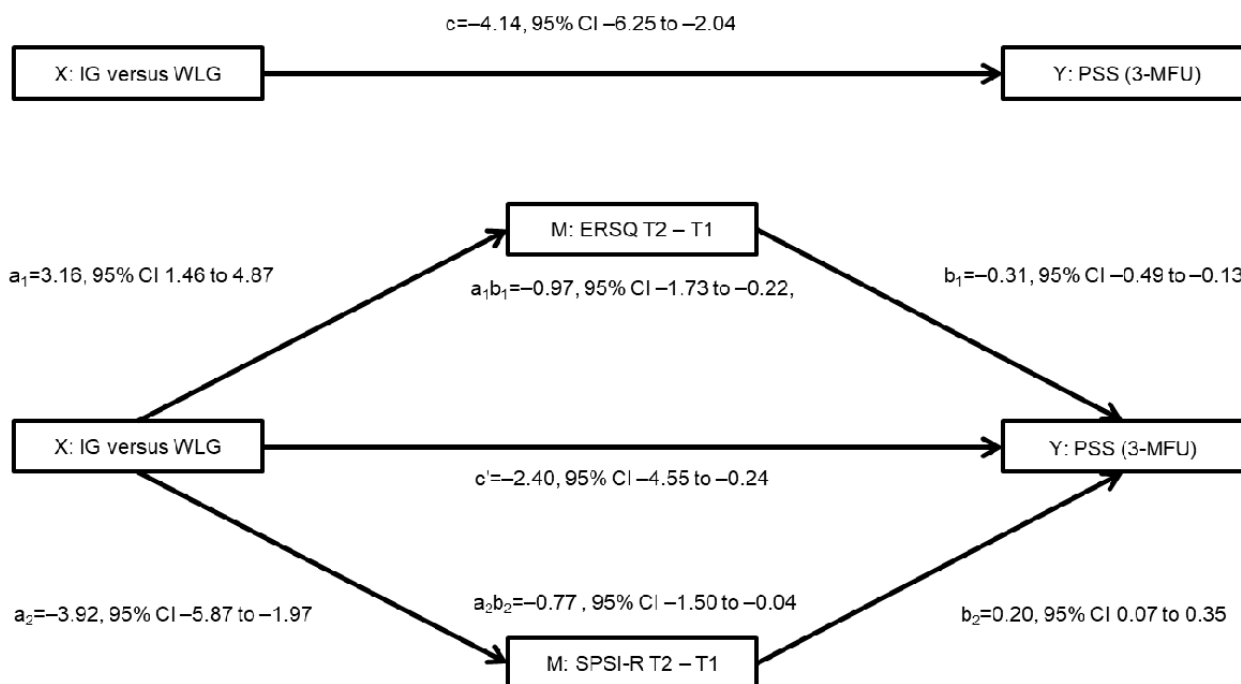 c=–4.14, 95% CI –6.25 to –2.04
X: IG versus WLG
Y: PSS (3-MFU)
M: ERSQ T2 – T1
a₁=3.16, 95% CI 1.46 to 4.87
a₁b₁=–0.97, 95% CI –1.73 to –0.22,
b₁=–0.31, 95% CI –0.49 to –0.13
X: IG versus WLG
Y: PSS (3-MFU)
c'=–2.40, 95% CI –4.55 to –0.24
a₂=–3.92, 95% CI –5.87 to –1.97
a₂b₂=–0.77 , 95% CI –1.50 to –0.04
b₂=0.20, 95% CI 0.07 to 0.35
M: SPSI-R T2 – T1